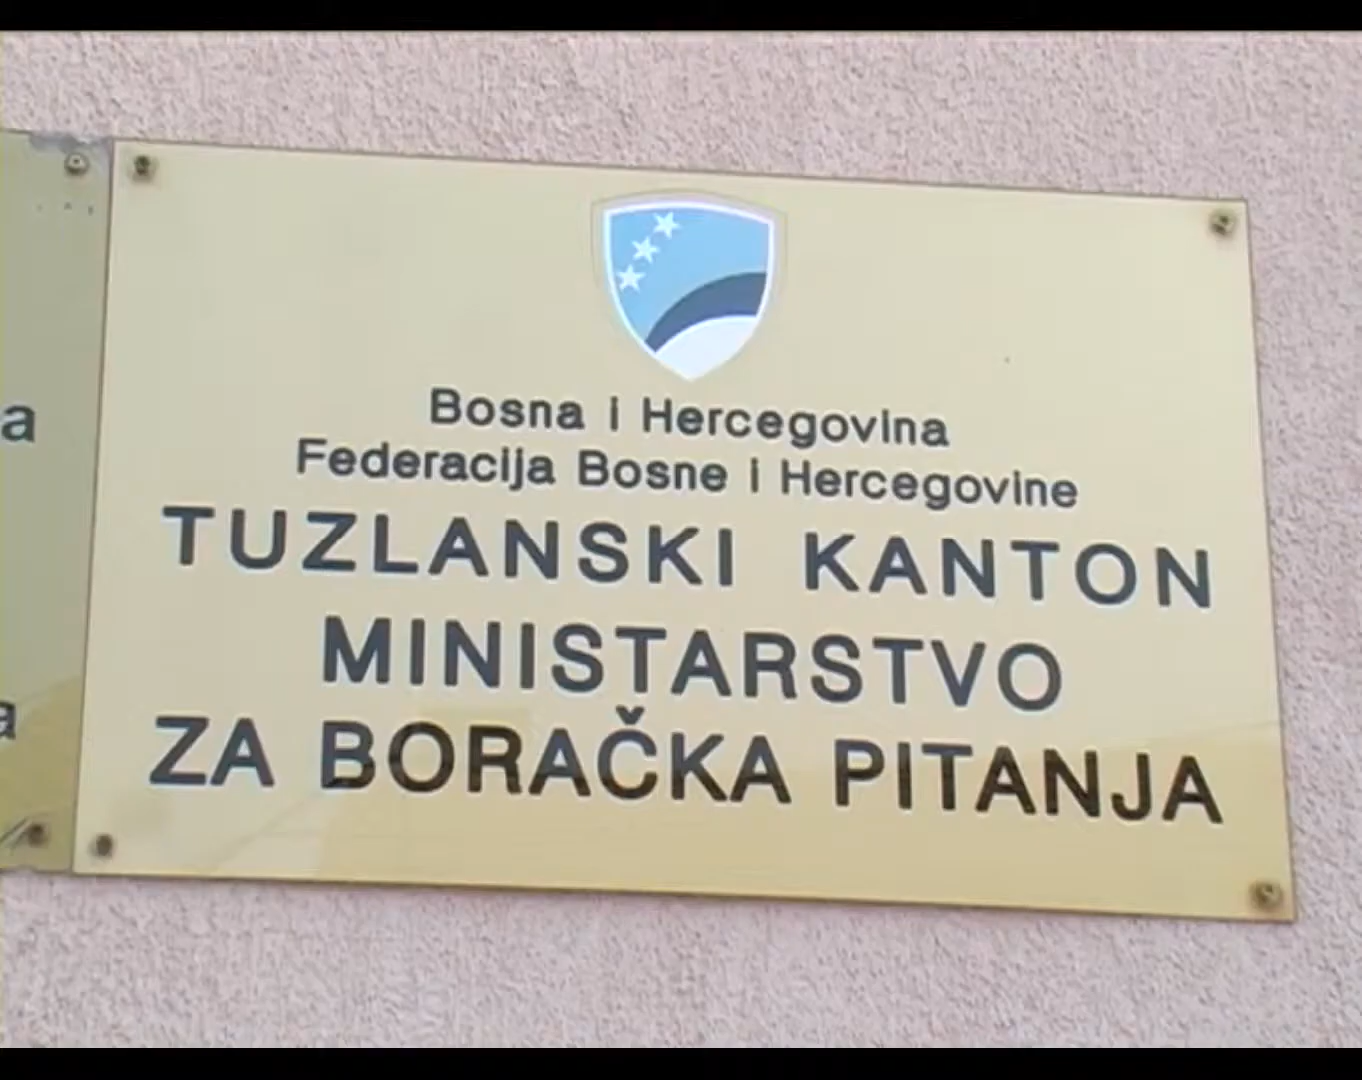 Bosna i Hercegovina
Federacija Bosne i Hercegovine
TUZLANSKI KANTON
MINISTARSTVO
ZA BORAČKA PITANJA